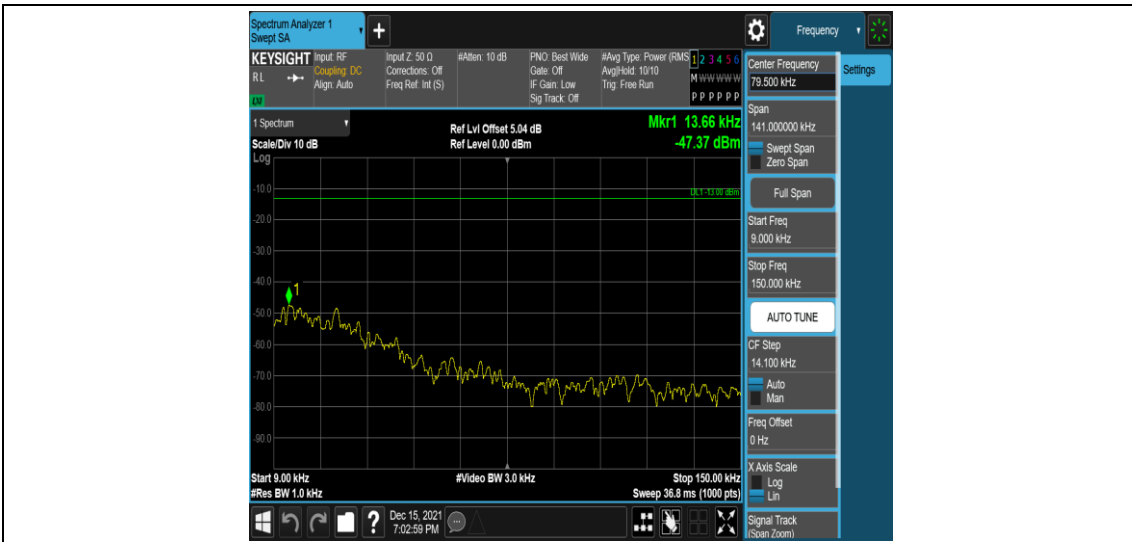 Spectrum Analyzer 1
Swept SA
+
Frequency
KEYSIGHT
RL
LXI
Input: RF
Coupling: DC
Align: Auto
Input Z: 50 Ω
Corrections: Off
Freq Ref: Int (S)
#Atten: 10 dB
PNO: Best Wide
Gate: Off
IF Gain: Low
Sig Track: Off
#Avg Type: Power (RMS
Avg|Hold: 10/10
Trig: Free Run
1 2 3 4 5 6
M W W W W W
P P P P P P
1 Spectrum
Scale/Div 10 dB
Log
Ref Lvl Offset 5.04 dB
Ref Level 0.00 dBm
Mkr1 13.66 kHz
-47.37 dBm
DL1 -13.00 dBm
-10.0
-20.0
-30.0
-40.0
-50.0
-60.0
-70.0
-80.0
-90.0
1
Start 9.00 kHz
#Res BW 1.0 kHz
#Video BW 3.0 kHz
Stop 150.00 kHz
Sweep 36.8 ms (1000 pts)
?
Dec 15, 2021
7:02:59 PM
Center Frequency
79.500 kHz
Settings
Span
141.000000 kHz
Swept Span
Zero Span
Full Span
Start Freq
9.000 kHz
Stop Freq
150.000 kHz
AUTO TUNE
CF Step
14.100 kHz
Auto
Man
Freq Offset
0 Hz
X Axis Scale
Log
Lin
Signal Track
(Span Zoom)